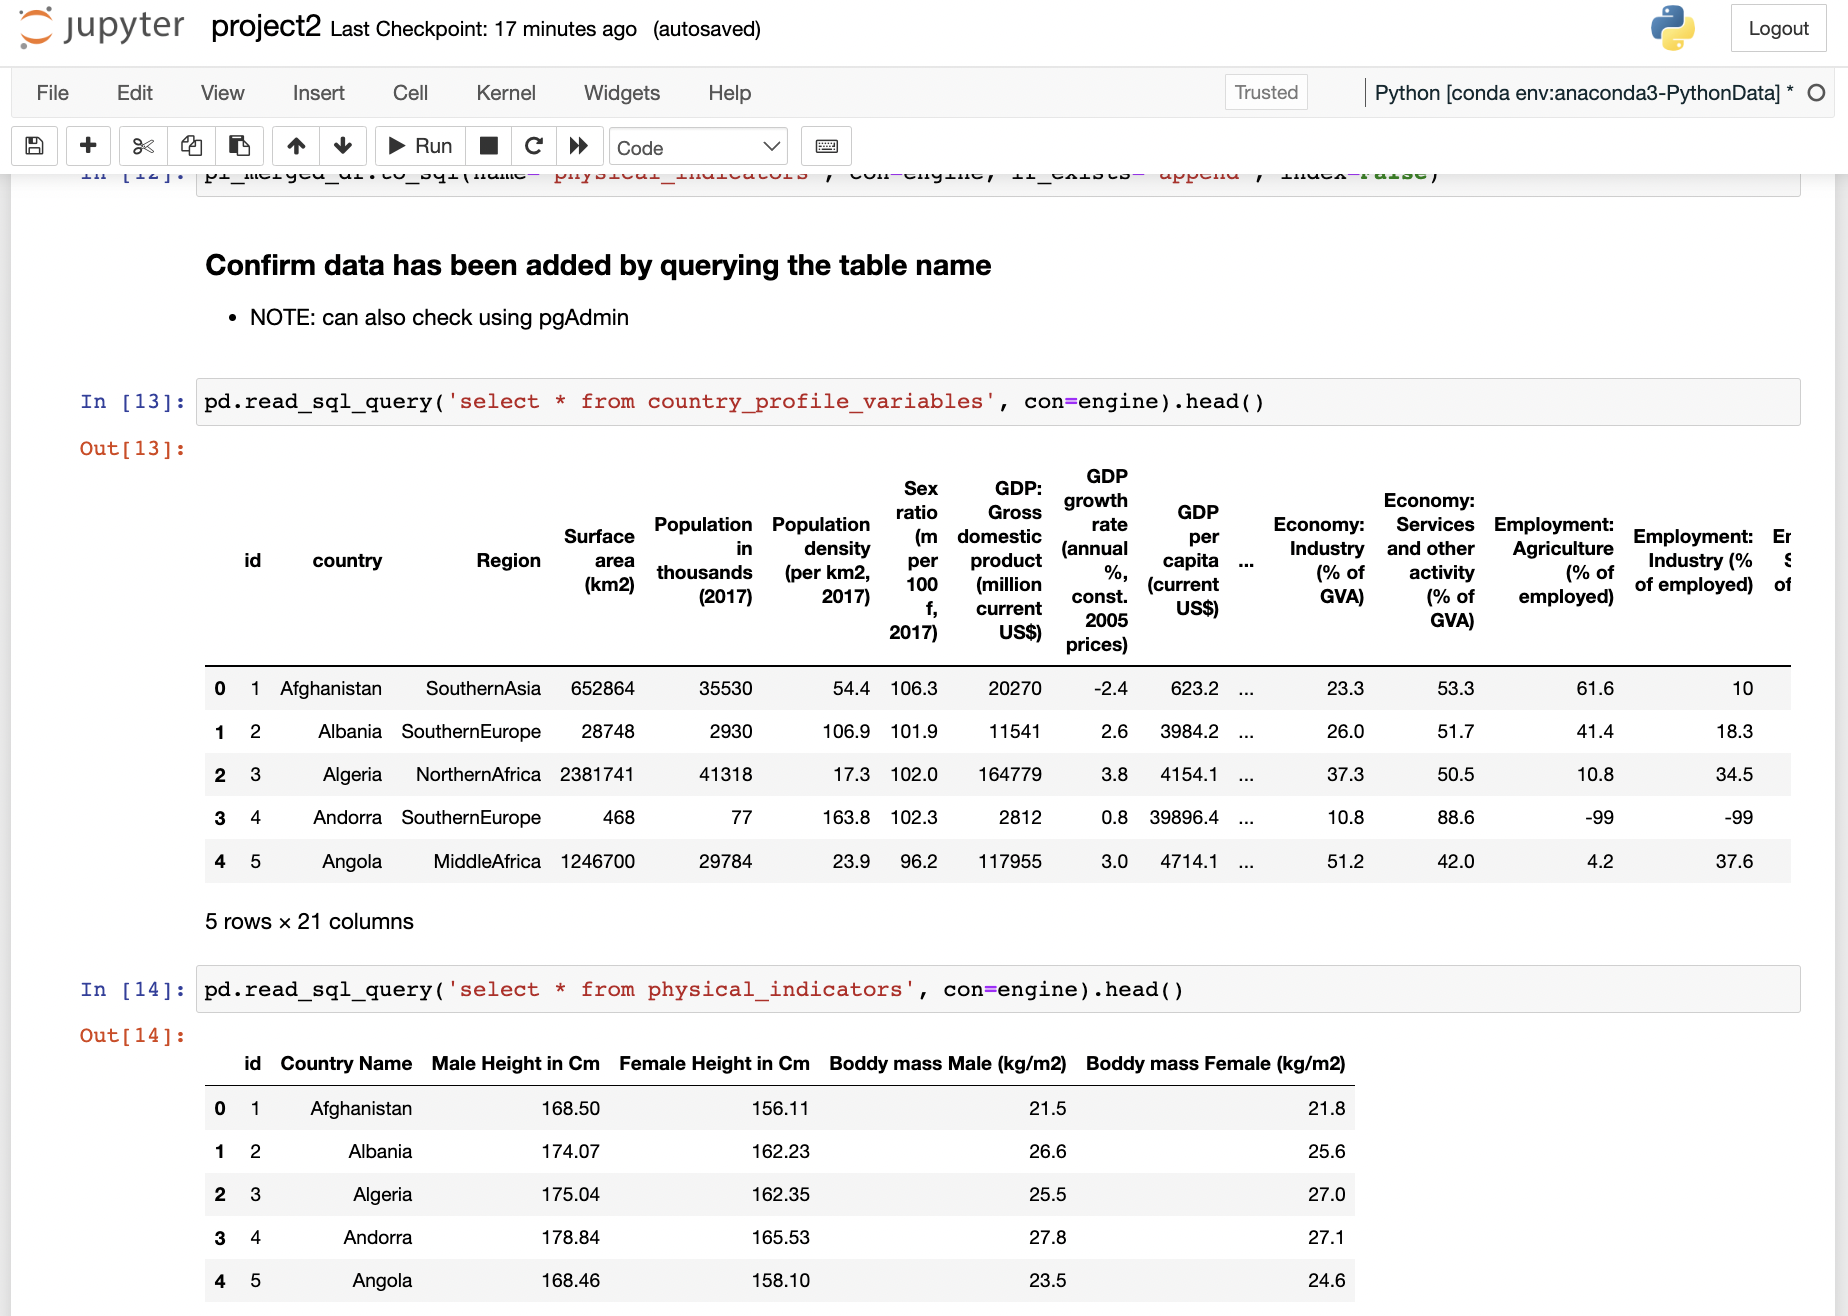 jupyter project2 Last Checkpoint: 17 minutes ago (autosaved) Logout
File Edit View Insert Cell Kernel Widgets Help Trusted Python [conda env:anaconda3-PythonData] *
Run Code
In [12]: pi_merged_df.to_sql(name='physical_indicators', con=engine, if_exists='append', index=False)
Confirm data has been added by querying the table name
• NOTE: can also check using pgAdmin
In [13]: pd.read_sql_query('select * from country_profile_variables', con=engine).head()
Out[13]:
id country Region Surface area (km2) Population in thousands (2017) Population density (per km2, 2017) Sex ratio (m per 100 f, 2017) GDP: Gross domestic product (million current US$) GDP growth rate (annual %, const. 2005 prices) GDP per capita (current US$) ... Economy: Industry (% of GVA) Economy: Services and other activity (% of GVA) Employment: Agriculture (% of employed) Employment: Industry (% of employed)
0 1 Afghanistan SouthernAsia 652864 35530 54.4 106.3 20270 -2.4 623.2 ... 23.3 53.3 61.6 10
1 2 Albania SouthernEurope 28748 2930 106.9 101.9 11541 2.6 3984.2 ... 26.0 51.7 41.4 18.3
2 3 Algeria NorthernAfrica 2381741 41318 17.3 102.0 164779 3.8 4154.1 ... 37.3 50.5 10.8 34.5
3 4 Andorra SouthernEurope 468 77 163.8 102.3 2812 0.8 39896.4 ... 10.8 88.6 -99 -99
4 5 Angola MiddleAfrica 1246700 29784 23.9 96.2 117955 3.0 4714.1 ... 51.2 42.0 4.2 37.6
5 rows × 21 columns
In [14]: pd.read_sql_query('select * from physical_indicators', con=engine).head()
Out[14]:
id Country Name Male Height in Cm Female Height in Cm Boddy mass Male (kg/m2) Boddy mass Female (kg/m2)
0 1 Afghanistan 168.50 156.11 21.5 21.8
1 2 Albania 174.07 162.23 26.6 25.6
2 3 Algeria 175.04 162.35 25.5 27.0
3 4 Andorra 178.84 165.53 27.8 27.1
4 5 Angola 168.46 158.10 23.5 24.6